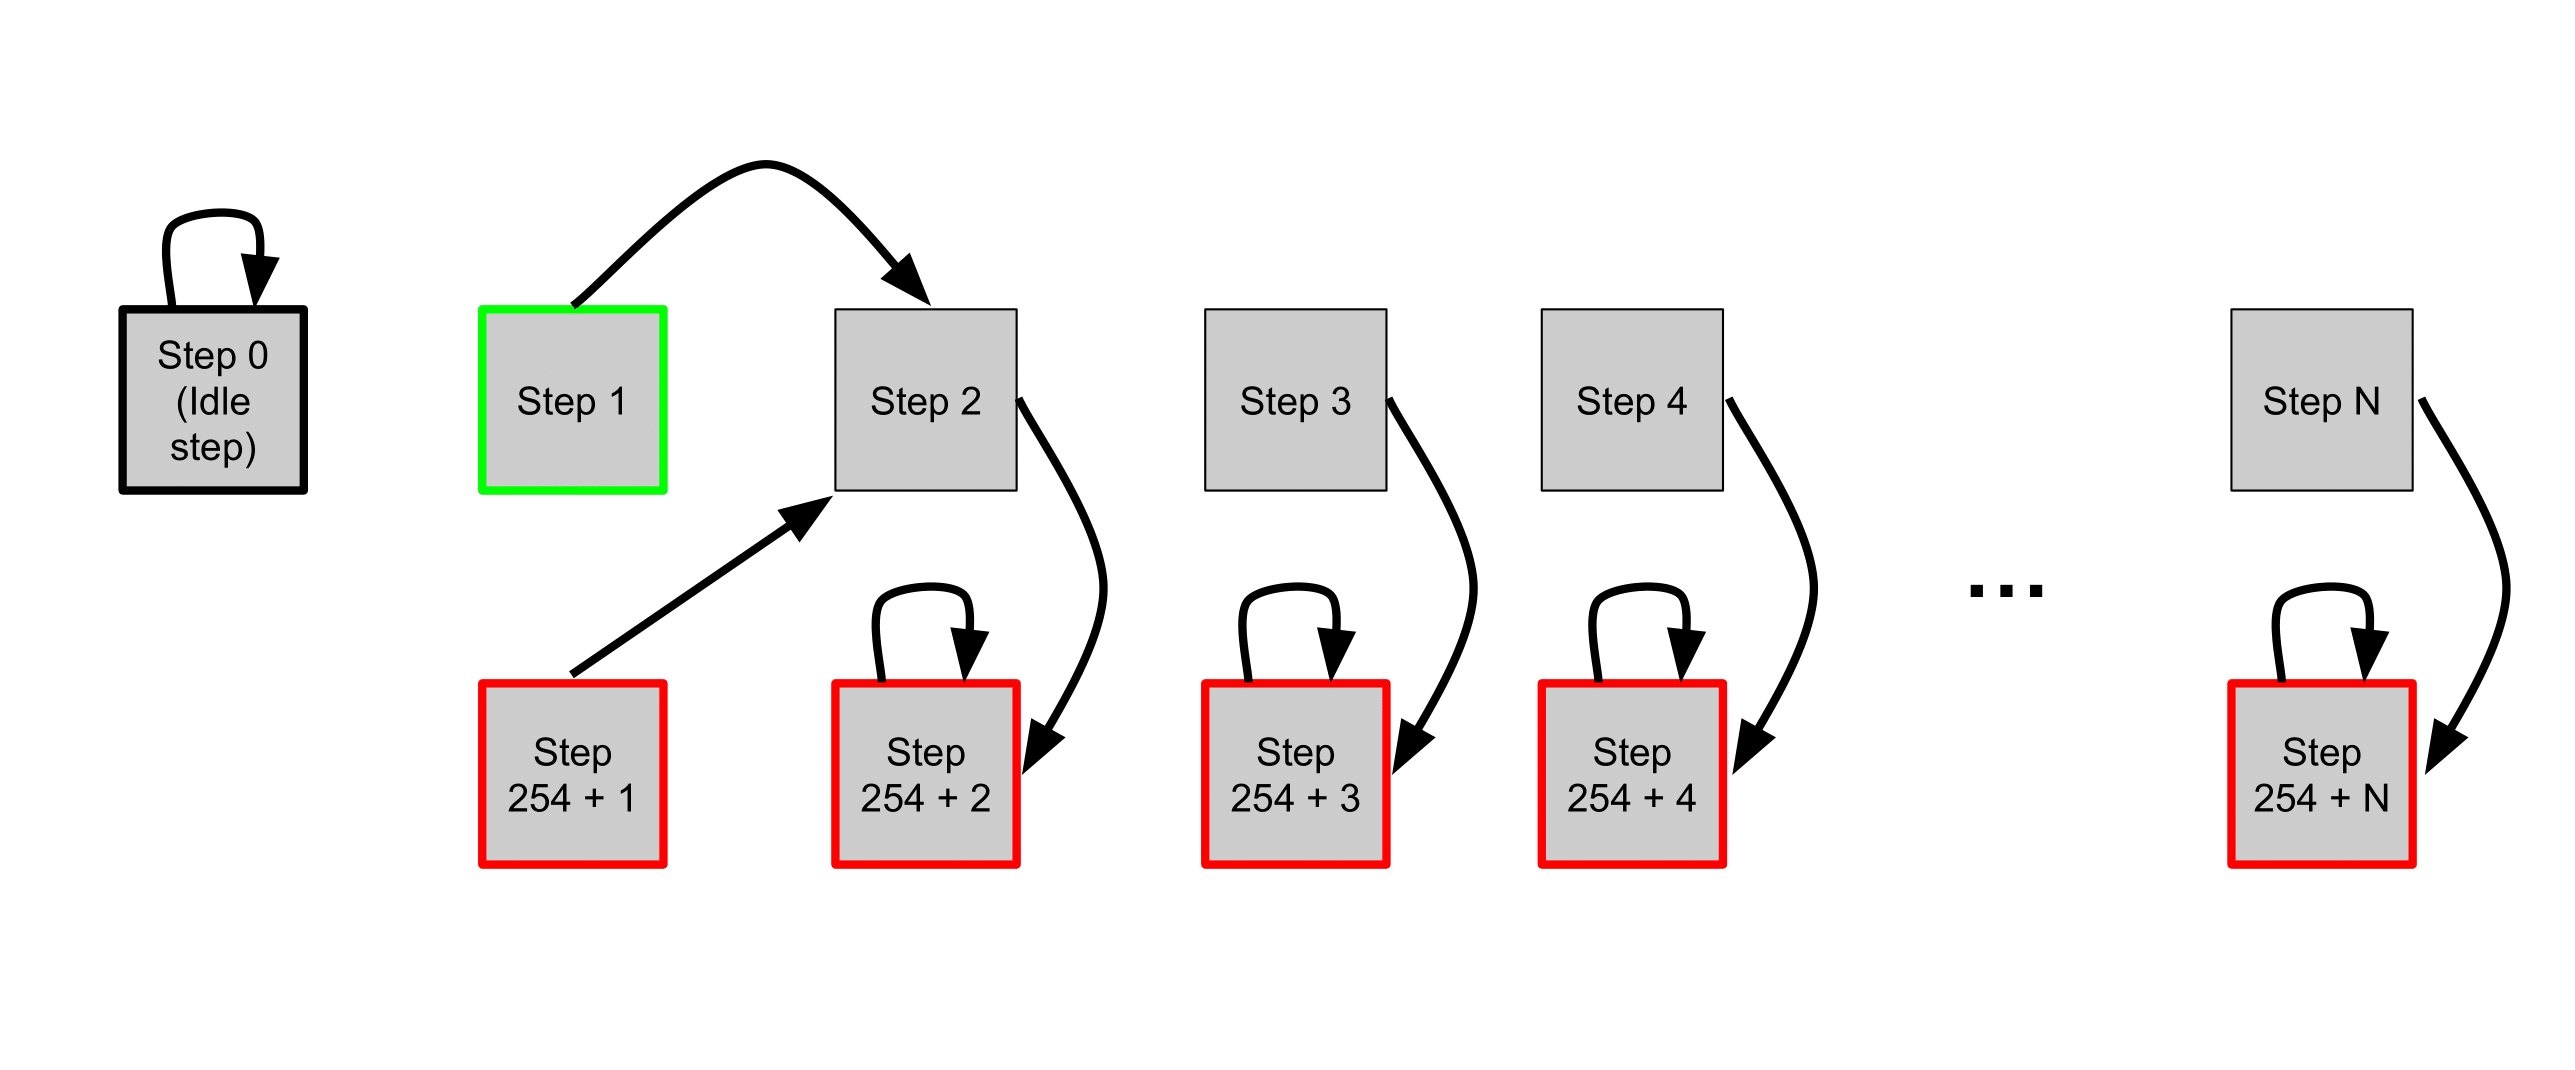 Step 0
(Idle
step)
Step 1
Step 2
Step 3
Step 4
Step N
...
Step
254 + 1
Step
254 + 2
Step
254 + 3
Step
254 + 4
Step
254 + N